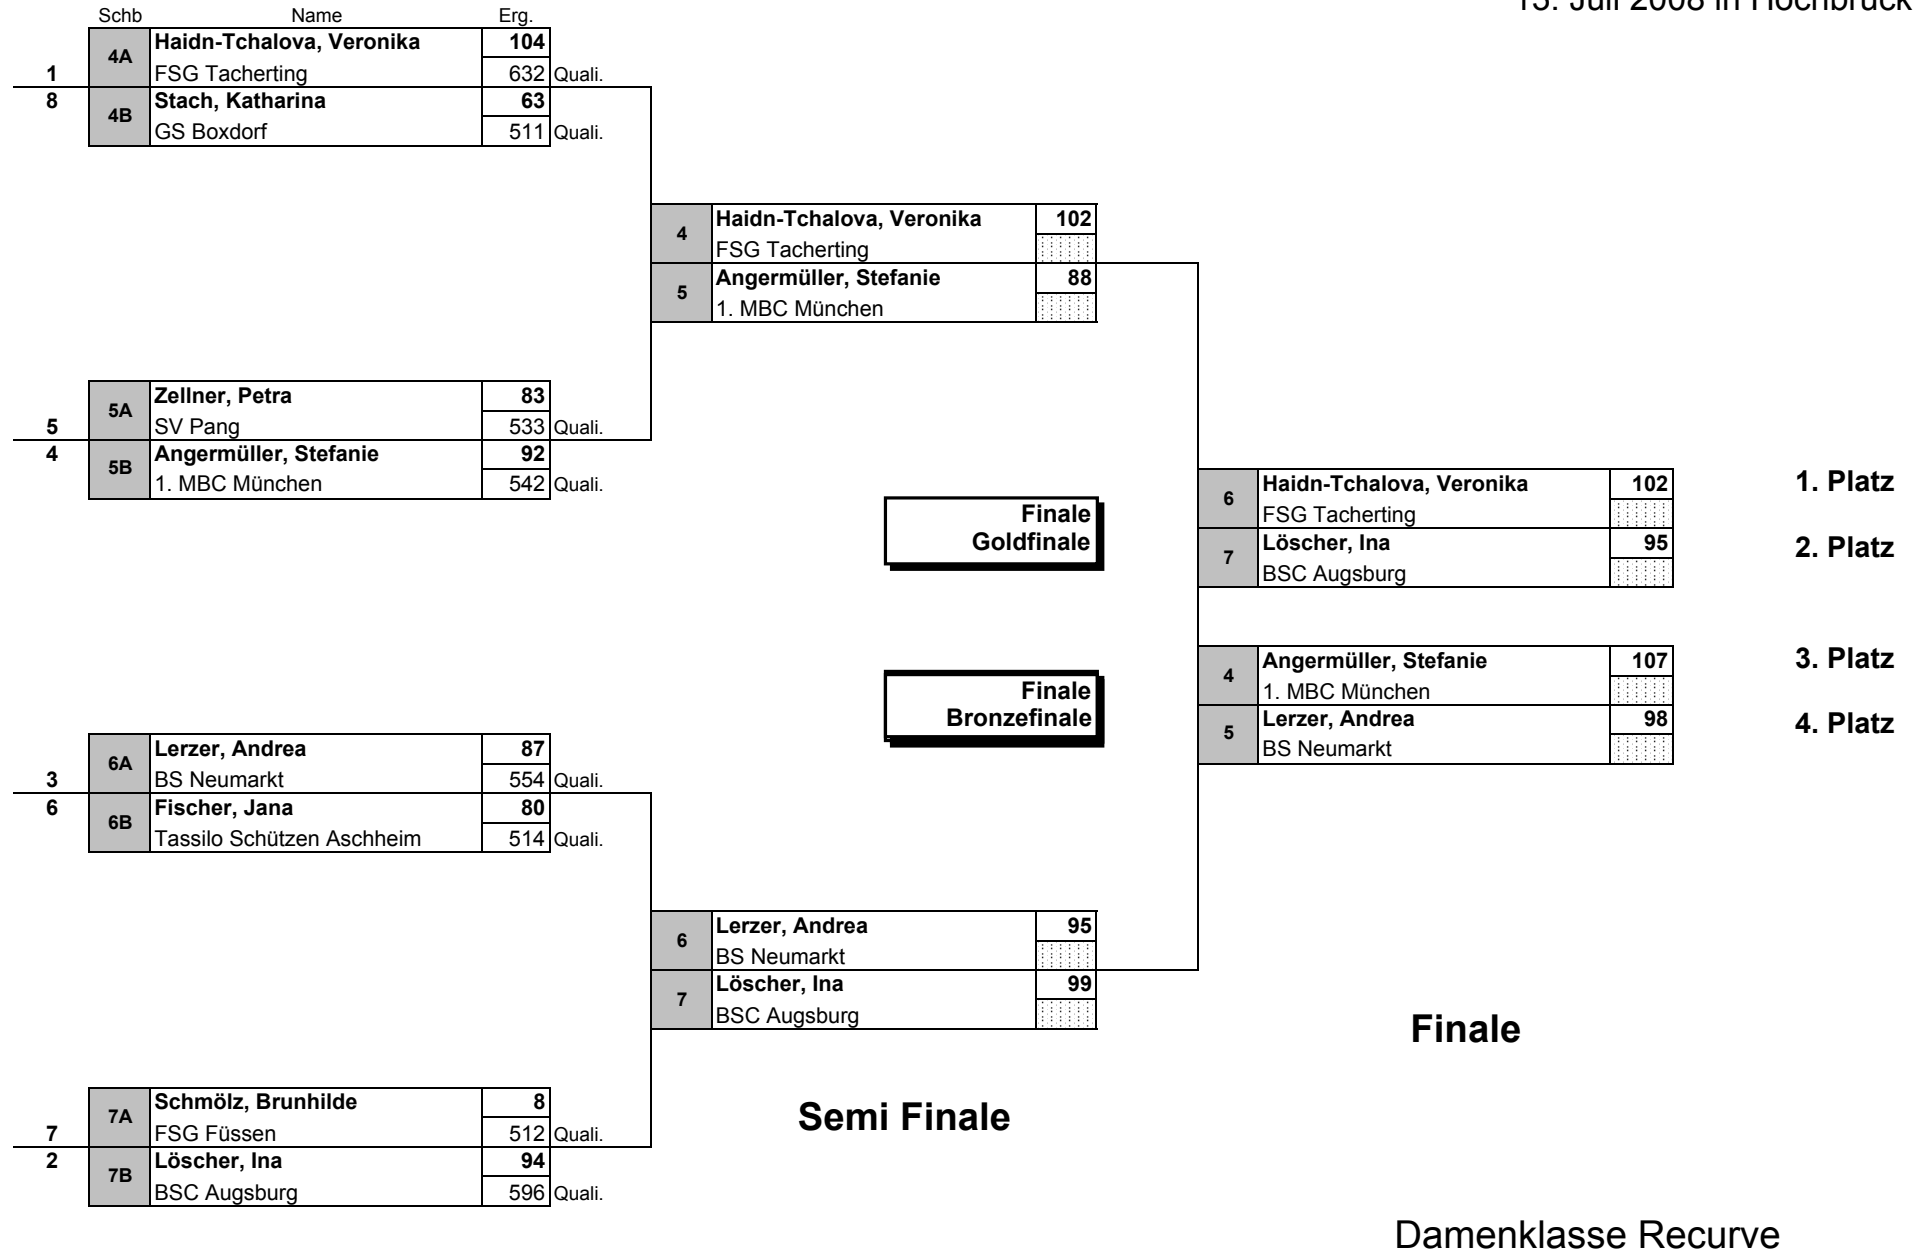 13. Juli 2008 in Hochbrück
Schb Name Erg.
4A Haidn-Tchalova, Veronika 104
1 FSG Tacherting 632 Quali.
8 4B Stach, Katharina 63
GS Boxdorf 511 Quali.
4 Haidn-Tchalova, Veronika 102
FSG Tacherting
5 Angermüller, Stefanie 88
1. MBC München
5A Zellner, Petra 83
5 SV Pang 533 Quali.
4 5B Angermüller, Stefanie 92
1. MBC München 542 Quali.
6 Haidn-Tchalova, Veronika 102 1. Platz
FSG Tacherting
7 Löscher, Ina 95 2. Platz
BSC Augsburg
Finale
Goldfinale
4 Angermüller, Stefanie 107 3. Platz
1. MBC München
5 Lerzer, Andrea 98 4. Platz
BS Neumarkt
Finale
Bronzefinale
6A Lerzer, Andrea 87
3 BS Neumarkt 554 Quali.
6 6B Fischer, Jana 80
Tassilo Schützen Aschheim 514 Quali.
6 Lerzer, Andrea 95
BS Neumarkt
7 Löscher, Ina 99
BSC Augsburg
Finale
Semi Finale
7A Schmölz, Brunhilde 8
7 FSG Füssen 512 Quali.
2 7B Löscher, Ina 94
BSC Augsburg 596 Quali.
Damenklasse Recurve